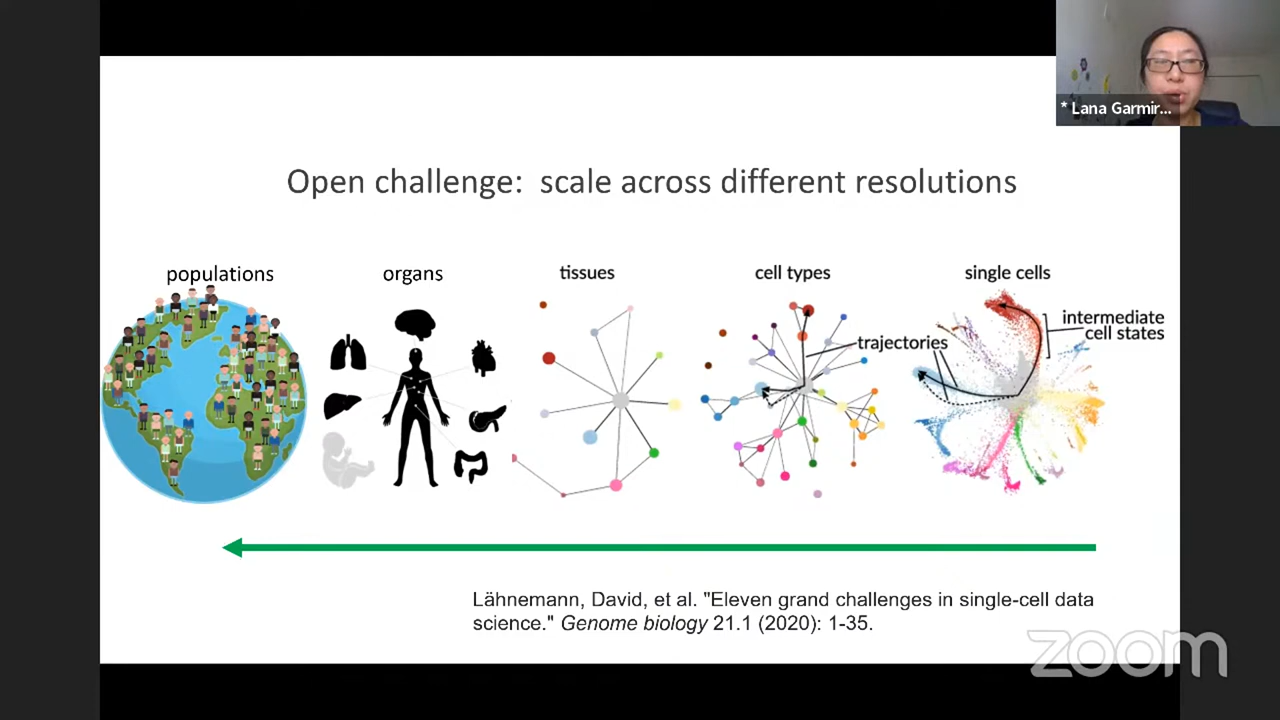 * Lana Garmir...
Open challenge: scale across different resolutions
populations
organs
tissues
cell types
single cells
trajectories
intermediate
cell states
Lähnemann, David, et al. "Eleven grand challenges in single-cell data
science." Genome biology 21.1 (2020): 1-35.
zoom